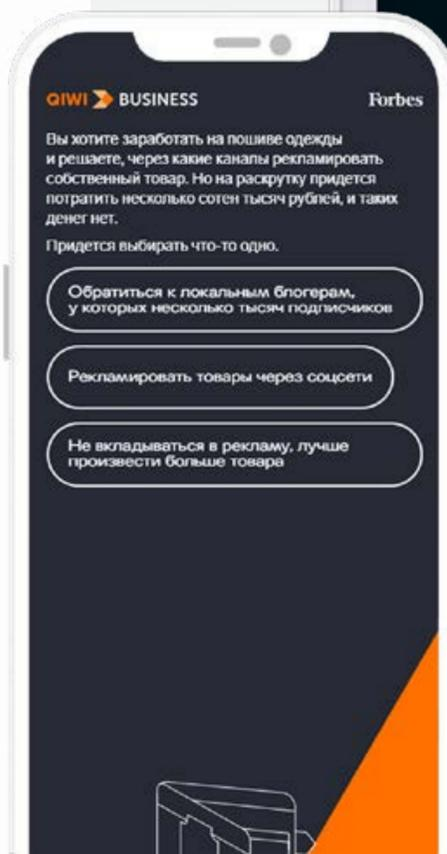 QIWI BUSINESS Forbes
Вы хотите заработать на пошиве одежды
и решаете, через какие каналы рекламировать
собственный товар. Но на раскрутку придется
потратить несколько сотен тысяч рублей, и таких
денег нет.
Придется выбирать что-то одно.
Обратиться к локальным блогерам,
у которых несколько тысяч подписчиков
Рекламировать товары через соцсети
Не вкладываться в рекламу, лучше
произвести больше товара